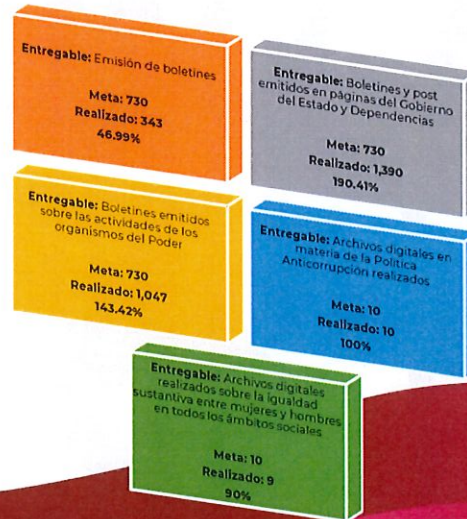 Entregable: Emisión de boletines
Meta: 730
Realizado: 343
46.99%
Entregable: Boletines y post
emitidos en páginas del Gobierno
del Estado y Dependencias
Meta: 730
Realizado: 1,390
190.41%
Entregable: Boletines emitidos
sobre las actividades de los
organismos del Poder
Meta: 730
Realizado: 1,047
143.42%
Entregable: Archivos digitales en
materia de la Política
Anticorrupción realizados
Meta: 10
Realizado: 10
100%
Entregable: Archivos digitales
realizados sobre la igualdad
sustantiva entre mujeres y hombres
en todos los ámbitos sociales
Meta: 10
Realizado: 9
90%